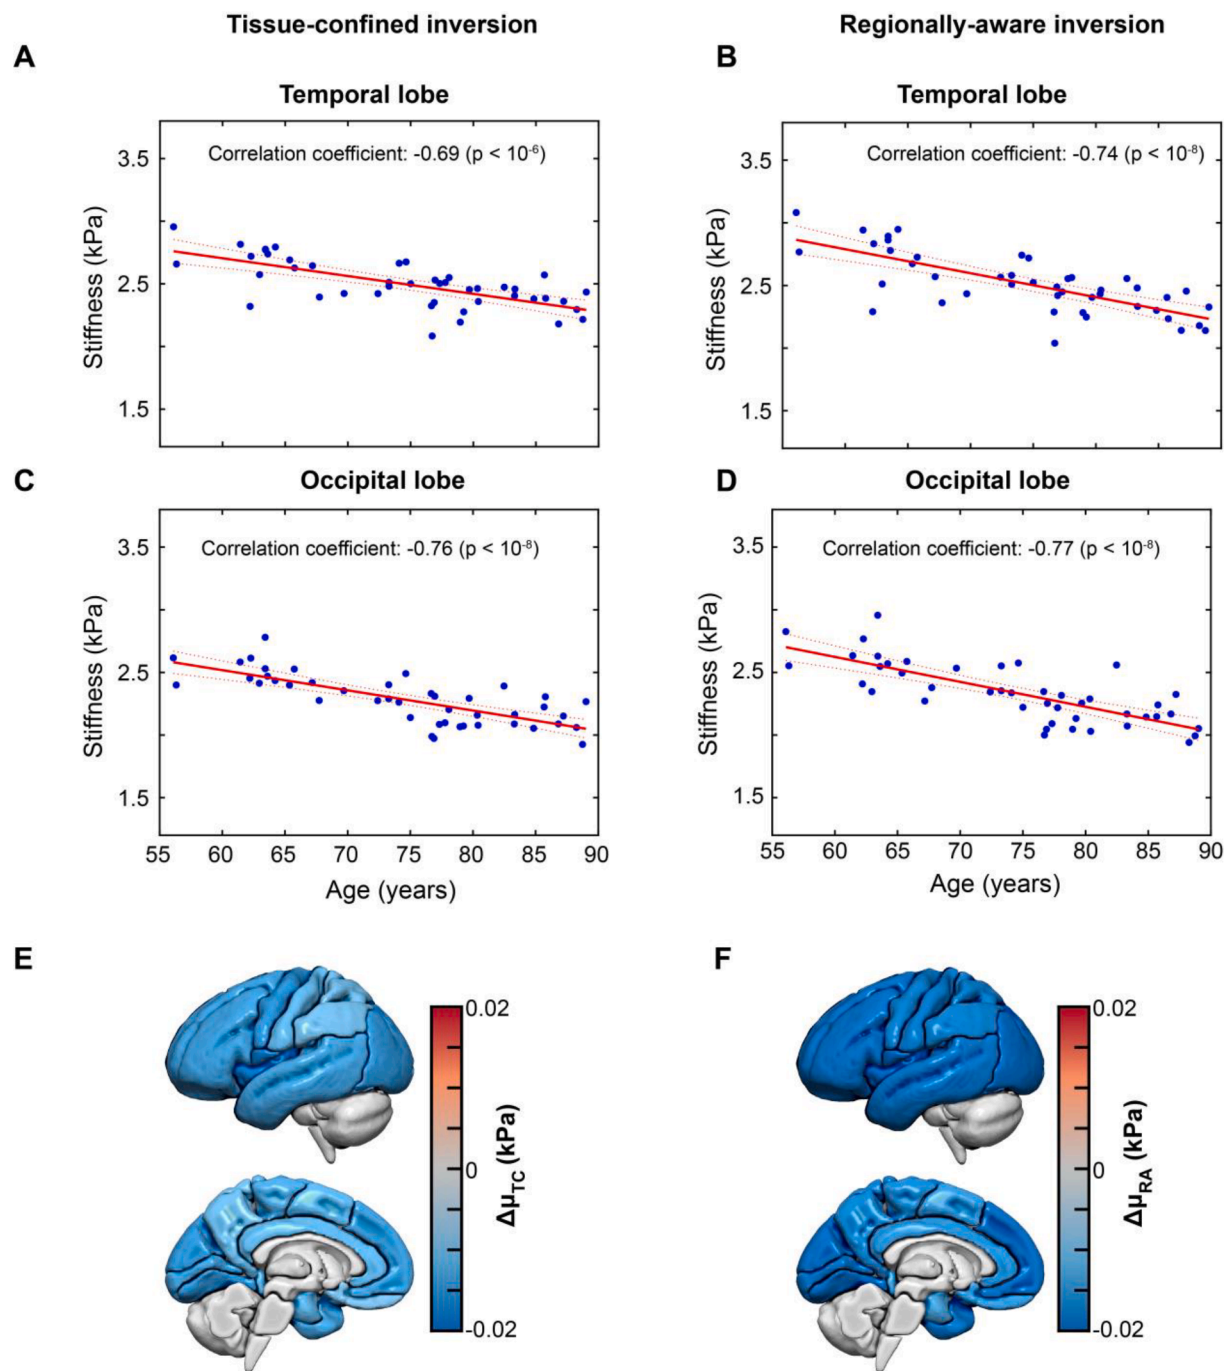 Tissue-confined inversion
Regionally-aware inversion
A
Temporal lobe
Correlation coefficient: -0.69 (p < 10⁻⁶)
3.5
2.5
1.5
Stiffness (kPa)
B
Temporal lobe
Correlation coefficient: -0.74 (p < 10⁻⁸)
3.5
2.5
1.5
Stiffness (kPa)
C
Occipital lobe
Correlation coefficient: -0.76 (p < 10⁻⁸)
3.5
2.5
1.5
Stiffness (kPa)
55 60 65 70 75 80 85 90
Age (years)
D
Occipital lobe
Correlation coefficient: -0.77 (p < 10⁻⁸)
3.5
2.5
1.5
Stiffness (kPa)
55 60 65 70 75 80 85 90
Age (years)
E
0.02
0
-0.02
Δμ_TC (kPa)
F
0.02
0
-0.02
Δμ_RA (kPa)